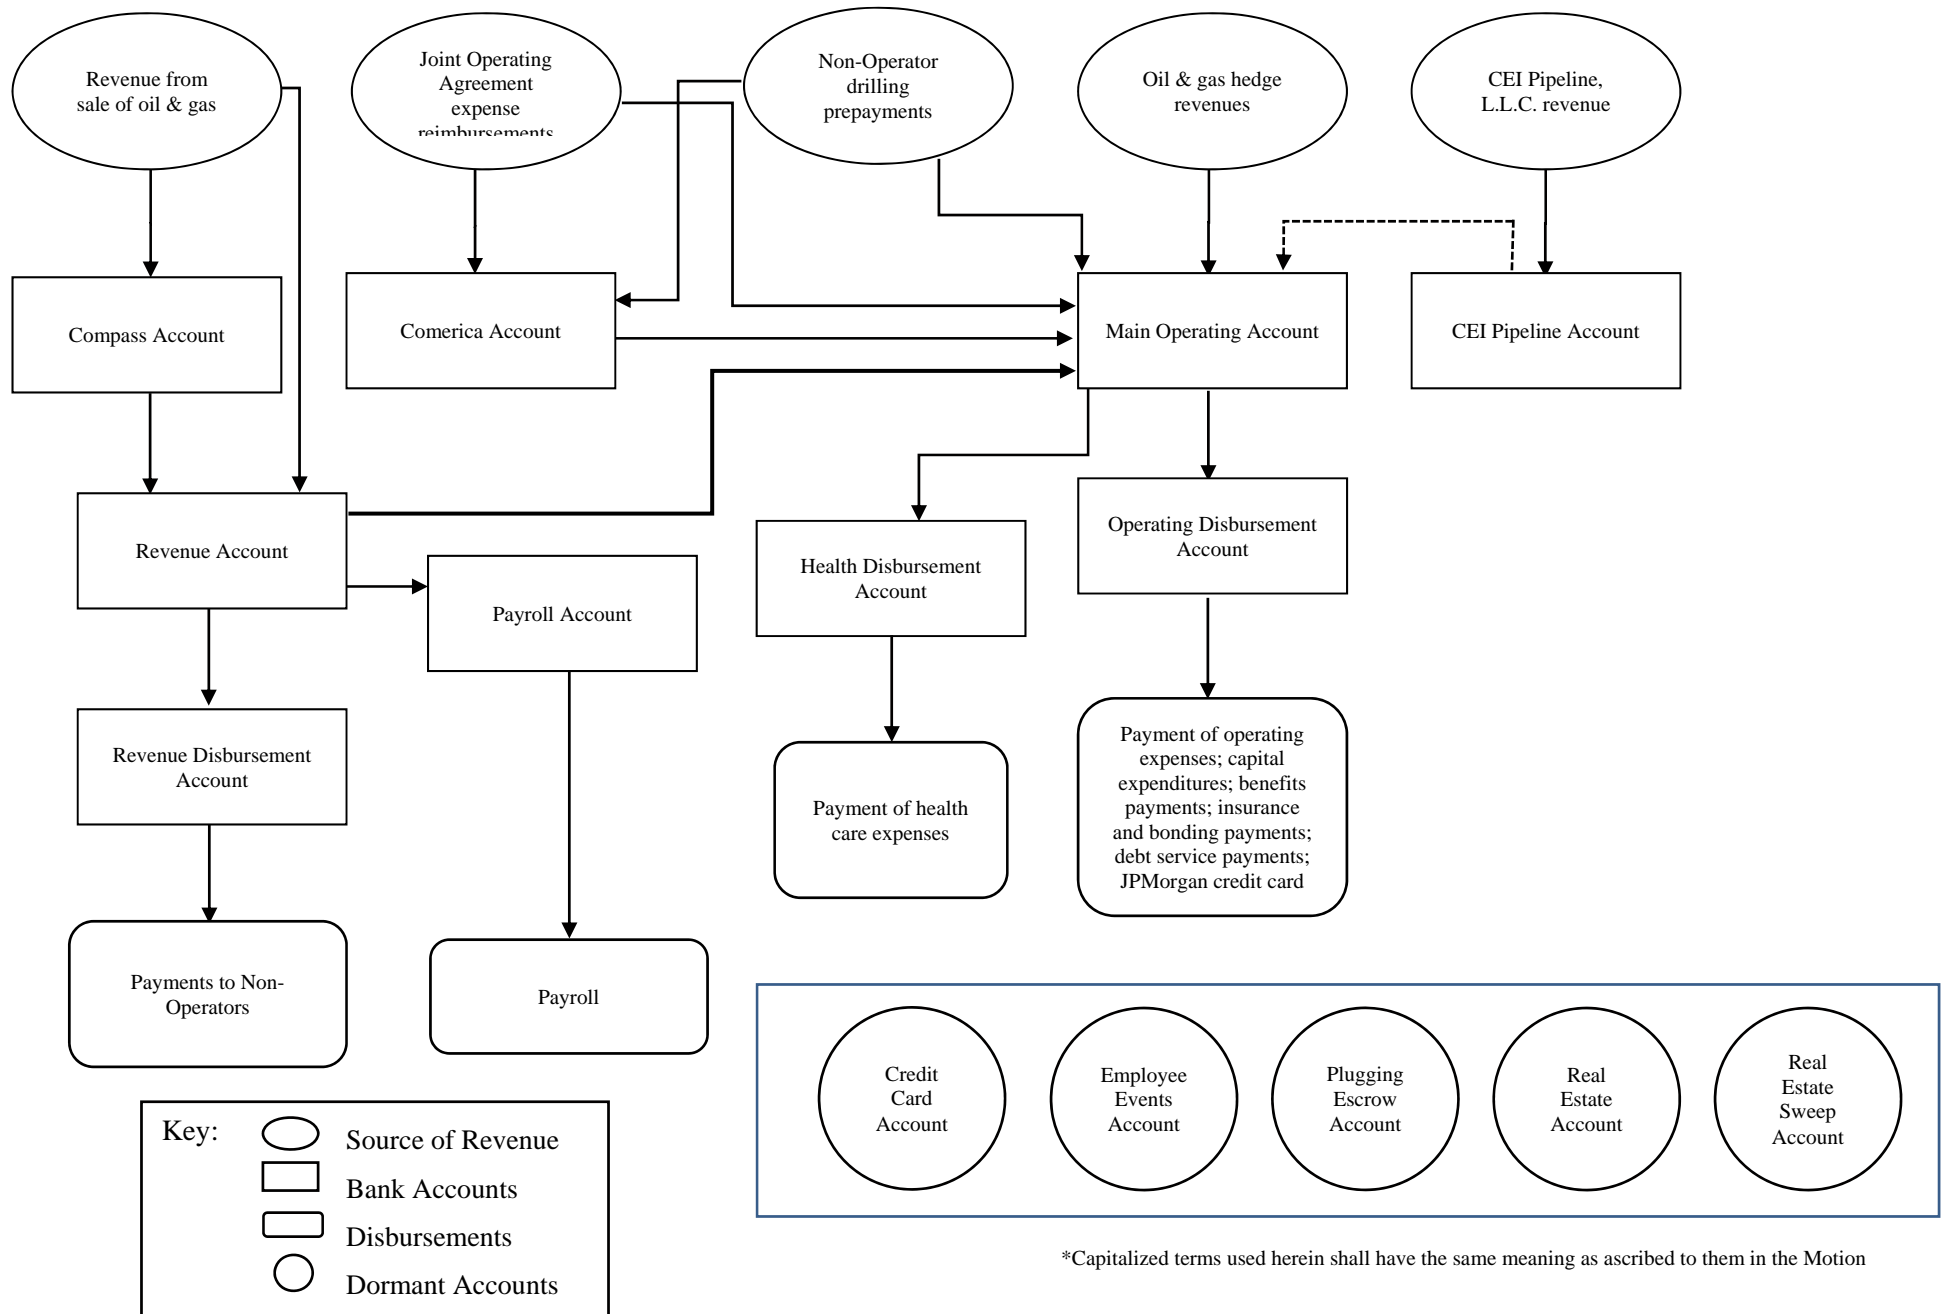 Revenue from
sale of oil & gas
Joint Operating
Agreement
expense
reimbursements
Non-Operator
drilling
prepayments
Oil & gas hedge
revenues
CEI Pipeline,
L.L.C. revenue
Compass Account
Comerica Account
Main Operating Account
CEI Pipeline Account
Revenue Account
Payroll Account
Health Disbursement
Account
Operating Disbursement
Account
Revenue Disbursement
Account
Payment of health
care expenses
Payment of operating
expenses; capital
expenditures; benefits
payments; insurance
and bonding payments;
debt service payments;
JPMorgan credit card
Payments to Non-
Operators
Payroll
Credit
Card
Account
Employee
Events
Account
Plugging
Escrow
Account
Real
Estate
Account
Real
Estate
Sweep
Account
Key:
Source of Revenue
Bank Accounts
Disbursements
Dormant Accounts
*Capitalized terms used herein shall have the same meaning as ascribed to them in the Motion